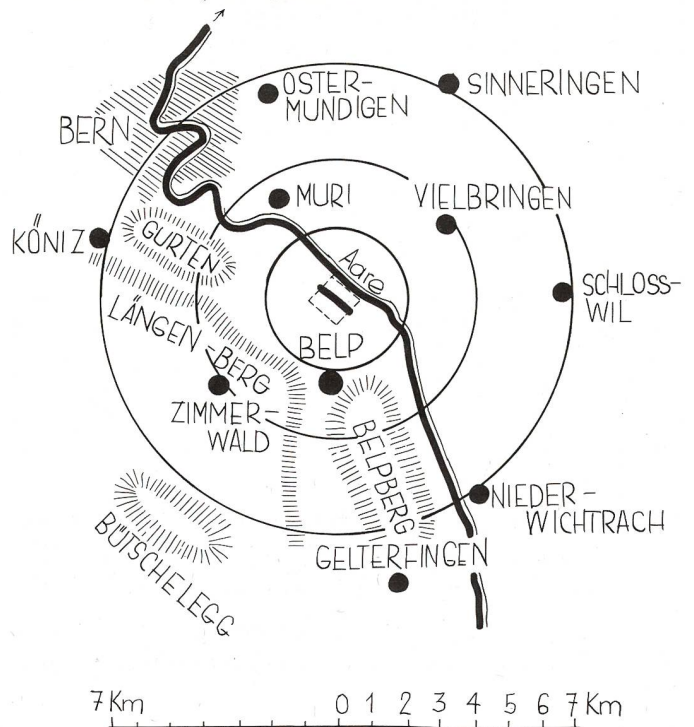 OSTER-
MUNDIGEN
SINNERINGEN
BERN
MURI
VIELBRINGEN
KÖNIZ
GURTEN
Aare
SCHLOSS-
WIL
LÄNGEN-BERG
BELP
ZIMMER-
WALD
BELPBERG
NIEDER-
WICHTRACH
BÜTSCHELEGG
GELTERFINGEN
7 Km 0 1 2 3 4 5 6 7 Km